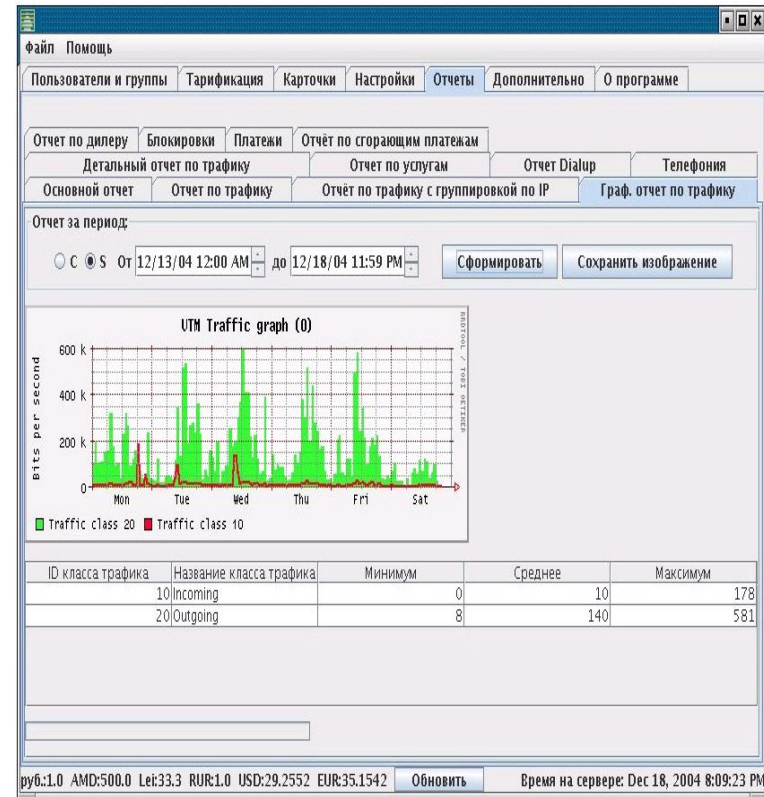 Файл Помощь
Пользователи и группы Тарификация Карточки Настройки Отчеты Дополнительно О программе
Отчет по дилеру Блокировки Платежи Отчёт по сгорающим платежам
Детальный отчет по трафику Отчет по услугам Отчет Dialup Телефония
Основной отчет Отчет по трафику Отчёт по трафику с группировкой по IP Граф. отчет по трафику
Отчет за период:
C S От 12/13/04 12:00 AM до 12/18/04 11:59 PM Сформировать Сохранить изображение
UTM Traffic graph (0)
RRDTOOL / TOBI OETIKER
Bits per second
600 k
400 k
200 k
0
Mon Tue Wed Thu Fri Sat
Traffic class 20 Traffic class 10
ID класса трафика Название класса трафика Минимум Среднее Максимум
10 Incoming 0 10 178
20 Outgoing 8 140 581
руб.:1.0 AMD:500.0 Lei:33.3 RUR:1.0 USD:29.2552 EUR:35.1542 Обновить Время на сервере: Dec 18, 2004 8:09:23 PM